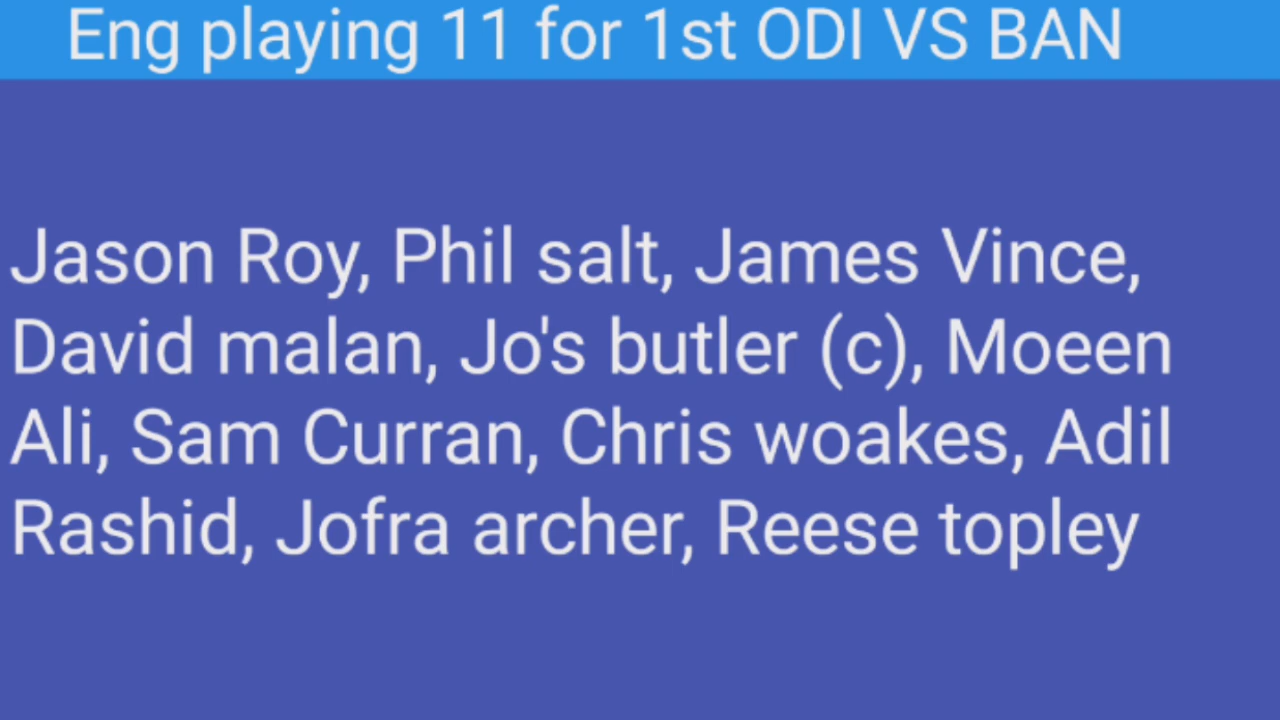 Eng playing 11 for 1st ODI VS BAN
Jason Roy, Phil salt, James Vince,
David malan, Jo's butler (c), Moeen
Ali, Sam Curran, Chris woakes, Adil
Rashid, Jofra archer, Reese topley